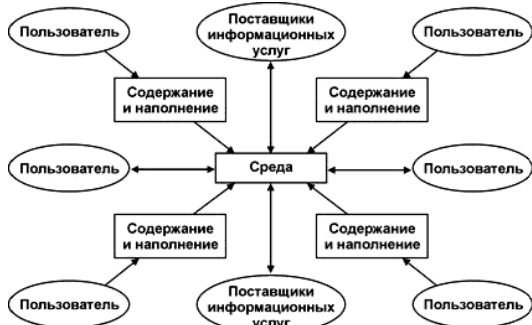 Пользователь
Поставщики
информационных
услуг
Пользователь
Содержание
и наполнение
Содержание
и наполнение
Пользователь
Среда
Пользователь
Содержание
и наполнение
Содержание
и наполнение
Пользователь
Поставщики
информационных
услуг
Пользователь